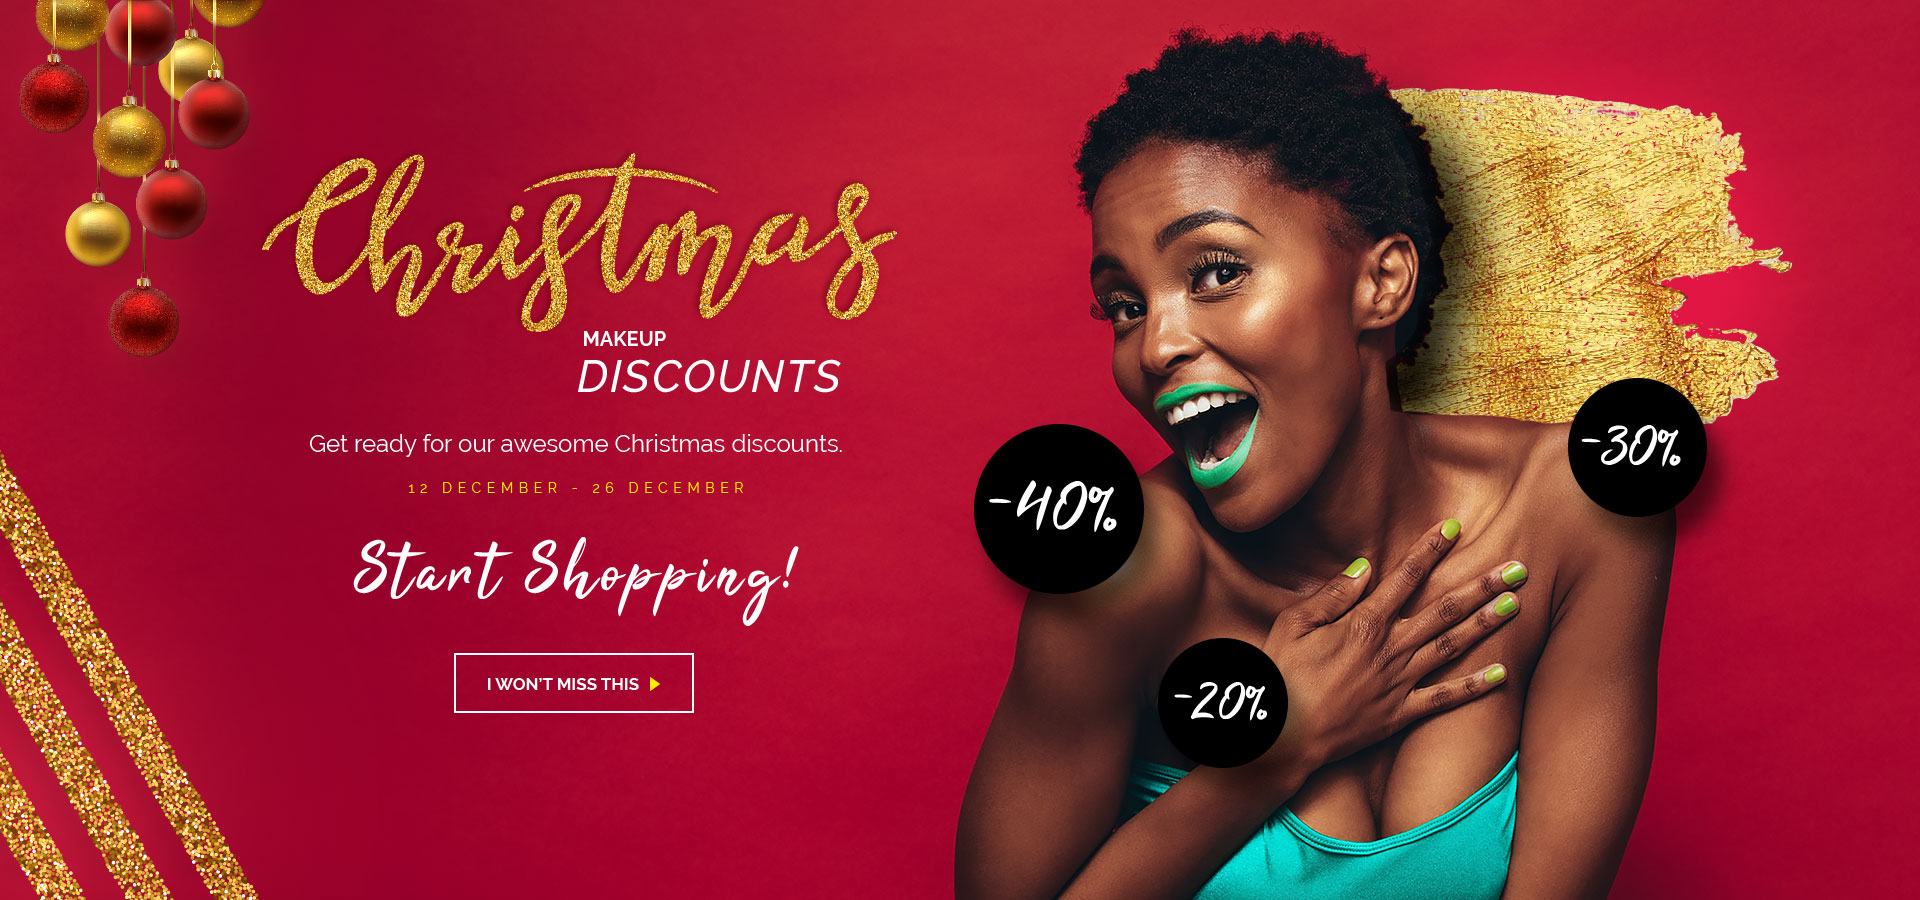 Christmas
MAKEUP
DISCOUNTS
Get ready for our awesome Christmas discounts.
12 DECEMBER - 26 DECEMBER
Start Shopping!
I WON'T MISS THIS
-40%
-30%
-20%